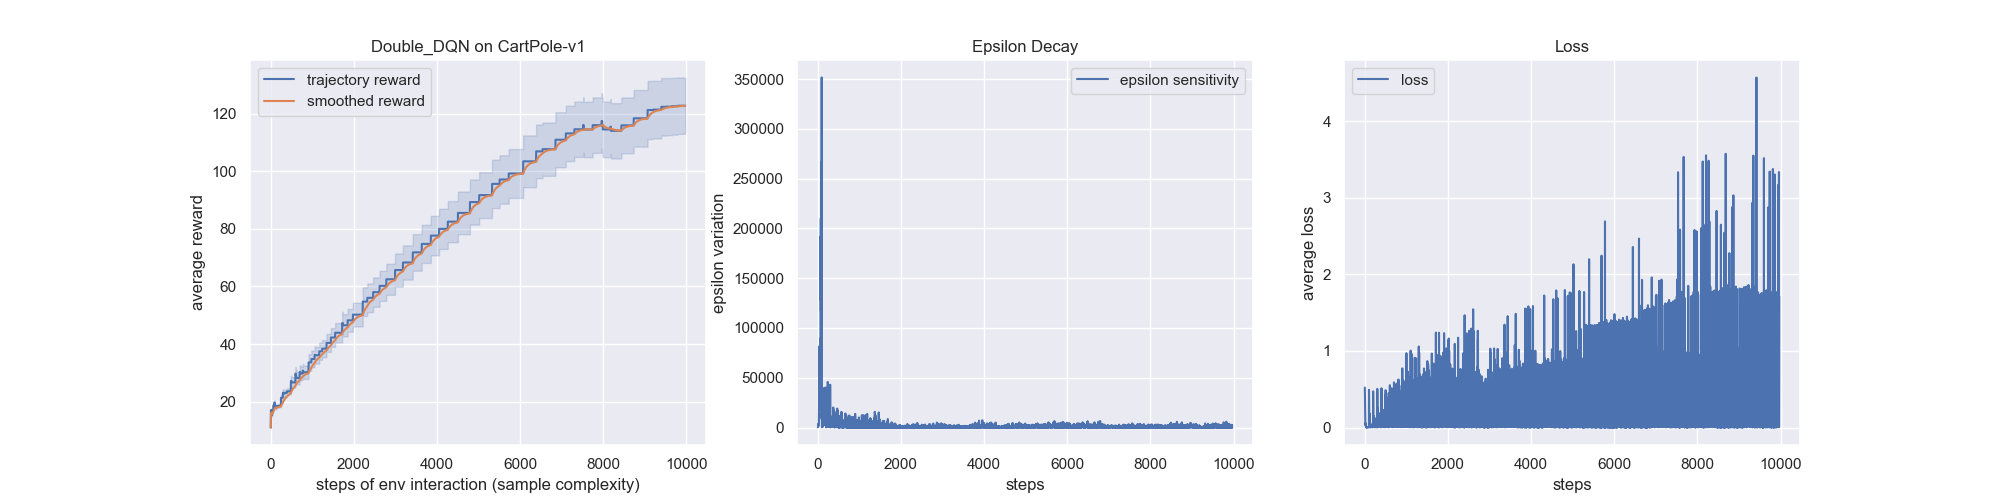 Double_DQN on CartPole-v1
trajectory reward
smoothed reward
120
100
80
60
40
20
average reward
0
2000
4000
6000
8000
10000
steps of env interaction (sample complexity)
Epsilon Decay
epsilon sensitivity
350000
300000
250000
200000
150000
100000
50000
0
epsilon variation
0
2000
4000
6000
8000
10000
steps
Loss
loss
4
3
2
1
0
average loss
0
2000
4000
6000
8000
10000
steps